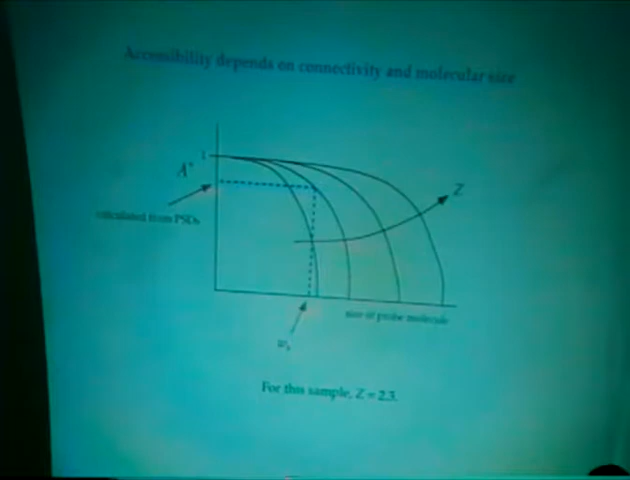 Accessibility depends on connectivity and molecular size
1
A*
Z
calculated from PSDs
size of probe molecule
w
For this sample, Z = 2.3.